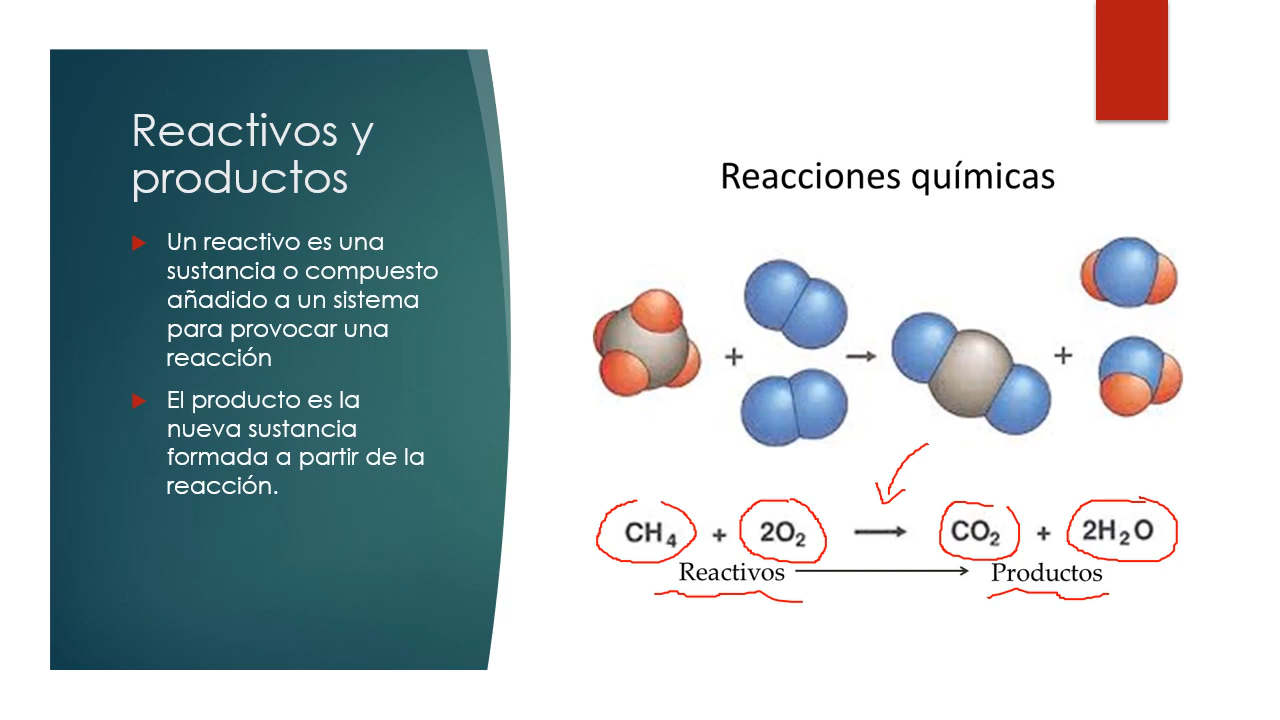 Reactivos y
productos
Un reactivo es una
sustancia o compuesto
añadido a un sistema
para provocar una
reacción
El producto es la
nueva sustancia
formada a partir de la
reacción.
Reacciones químicas
+ → +
CH₄ + 2O₂ → CO₂ + 2H₂O
Reactivos → Productos